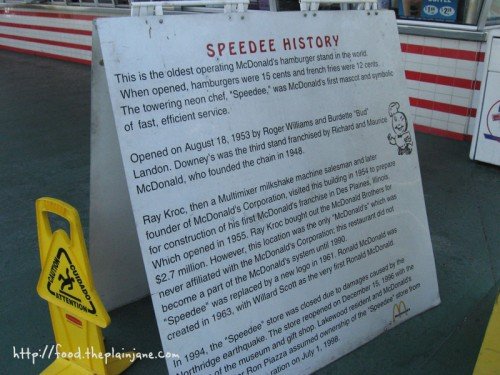 SPEEDEE HISTORY
This is the oldest operating McDonald's hamburger stand in the world.
When opened, hamburgers were 15 cents and french fries were 12 cents.
The towering neon chef, "Speedee," was McDonald's first mascot and symbolic
of fast, efficient service.
Opened on August 18, 1953 by Roger Williams and Burdette "Bud"
Landon. Downey's was the third stand franchised by Richard and Maurice
McDonald, who founded the chain in 1948.
Ray Kroc, then a Multimixer milkshake machine salesman and later
founder of McDonald's Corporation, visited this building in 1954 to prepare
for construction of his first McDonald's franchise in Des Plaines, Illinois.
Which opened in 1955. Ray Kroc bought out the McDonald Brothers for
$2.7 million. However, this location was the only "McDonald's" which was
never affiliated with the McDonald's Corporation; this restaurant did not
become a part of the McDonald's system until 1990.
"Speedee" was replaced by a new logo in 1961. Ronald McDonald was
created in 1963, with Willard Scott as the very first Ronald McDonald.
In 1994, the "Speedee" store was closed due to damages caused by the
Northridge earthquake. The store reopened on December 15, 1996 with the
of the museum and gift shop. Lakewood resident and McDonald's
Ron Piazza assumed ownership of the "Speedee" store from
ration on July 1, 1998.
CAUTION
CUIDADO
ATTENTION
http://food.theplainjane.com